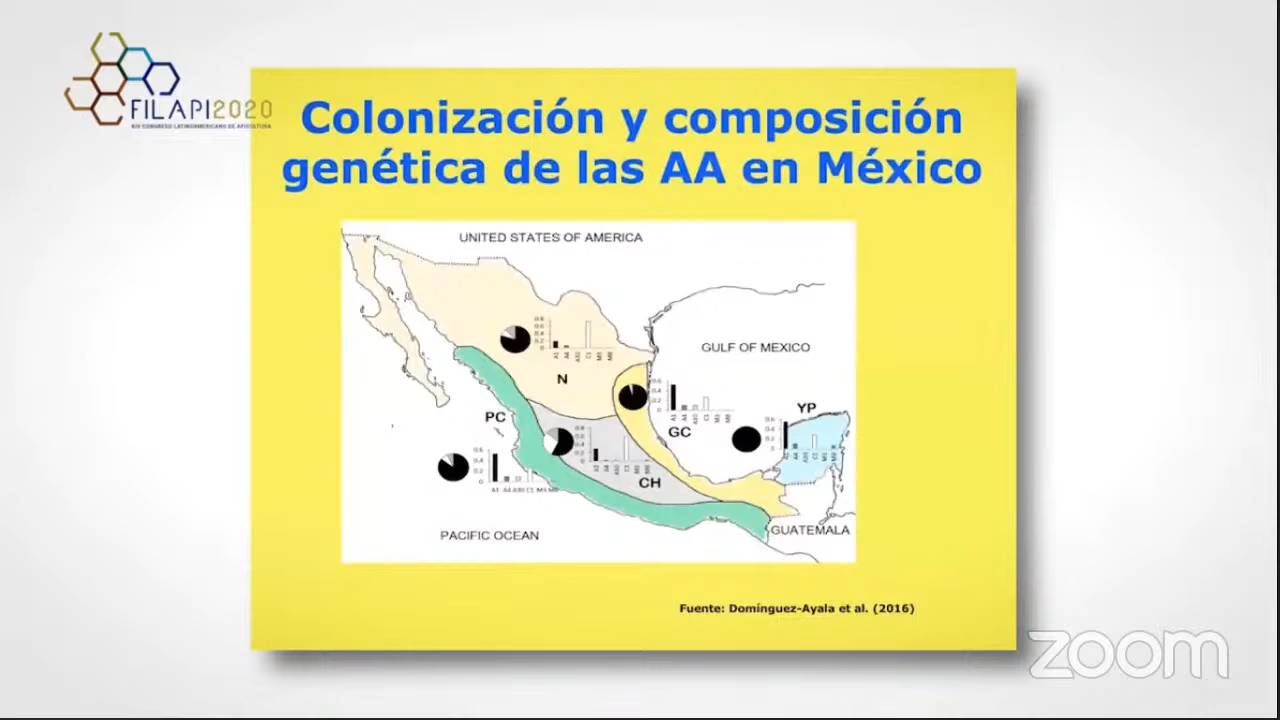 FILAPI2020
XIV CONGRESO LATINOAMERICANO DE APICULTURA
Colonización y composición
genética de las AA en México
UNITED STATES OF AMERICA
GULF OF MEXICO
N
PC
GC
YP
CH
PACIFIC OCEAN
GUATEMALA
Fuente: Domínguez-Ayala et al. (2016)
zoom